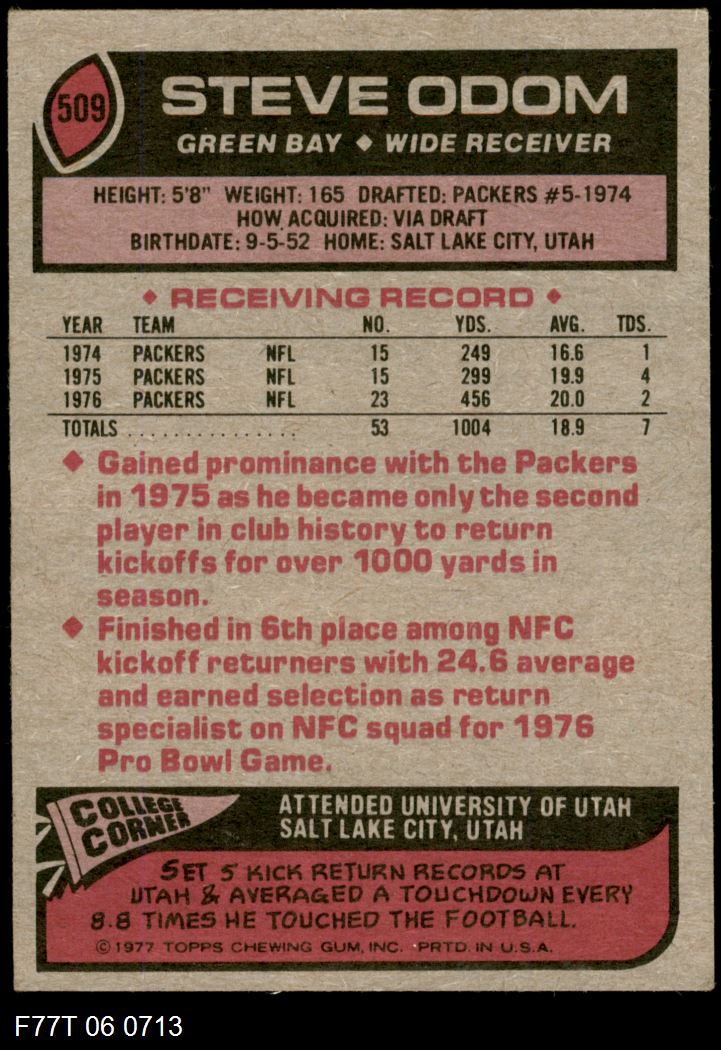 509
STEVE ODOM
GREEN BAY ◆ WIDE RECEIVER
HEIGHT: 5'8" WEIGHT: 165 DRAFTED: PACKERS #5-1974
HOW ACQUIRED: VIA DRAFT
BIRTHDATE: 9-5-52 HOME: SALT LAKE CITY, UTAH
◆ RECEIVING RECORD ◆
YEAR TEAM NO. YDS. AVG. TDS.
1974 PACKERS NFL 15 249 16.6 1
1975 PACKERS NFL 15 299 19.9 4
1976 PACKERS NFL 23 456 20.0 2
TOTALS . . . . . . . . . . . . . . . 53 1004 18.9 7
◆ Gained prominance with the Packers
in 1975 as he became only the second
player in club history to return
kickoffs for over 1000 yards in
season.
◆ Finished in 6th place among NFC
kickoff returners with 24.6 average
and earned selection as return
specialist on NFC squad for 1976
Pro Bowl Game.
COLLEGE
CORNER
ATTENDED UNIVERSITY OF UTAH
SALT LAKE CITY, UTAH
SET 5 KICK RETURN RECORDS AT
UTAH & AVERAGED A TOUCHDOWN EVERY
8.8 TIMES HE TOUCHED THE FOOTBALL.
© 1977 TOPPS CHEWING GUM, INC. PRTD. IN U.S.A.
F77T 06 0713